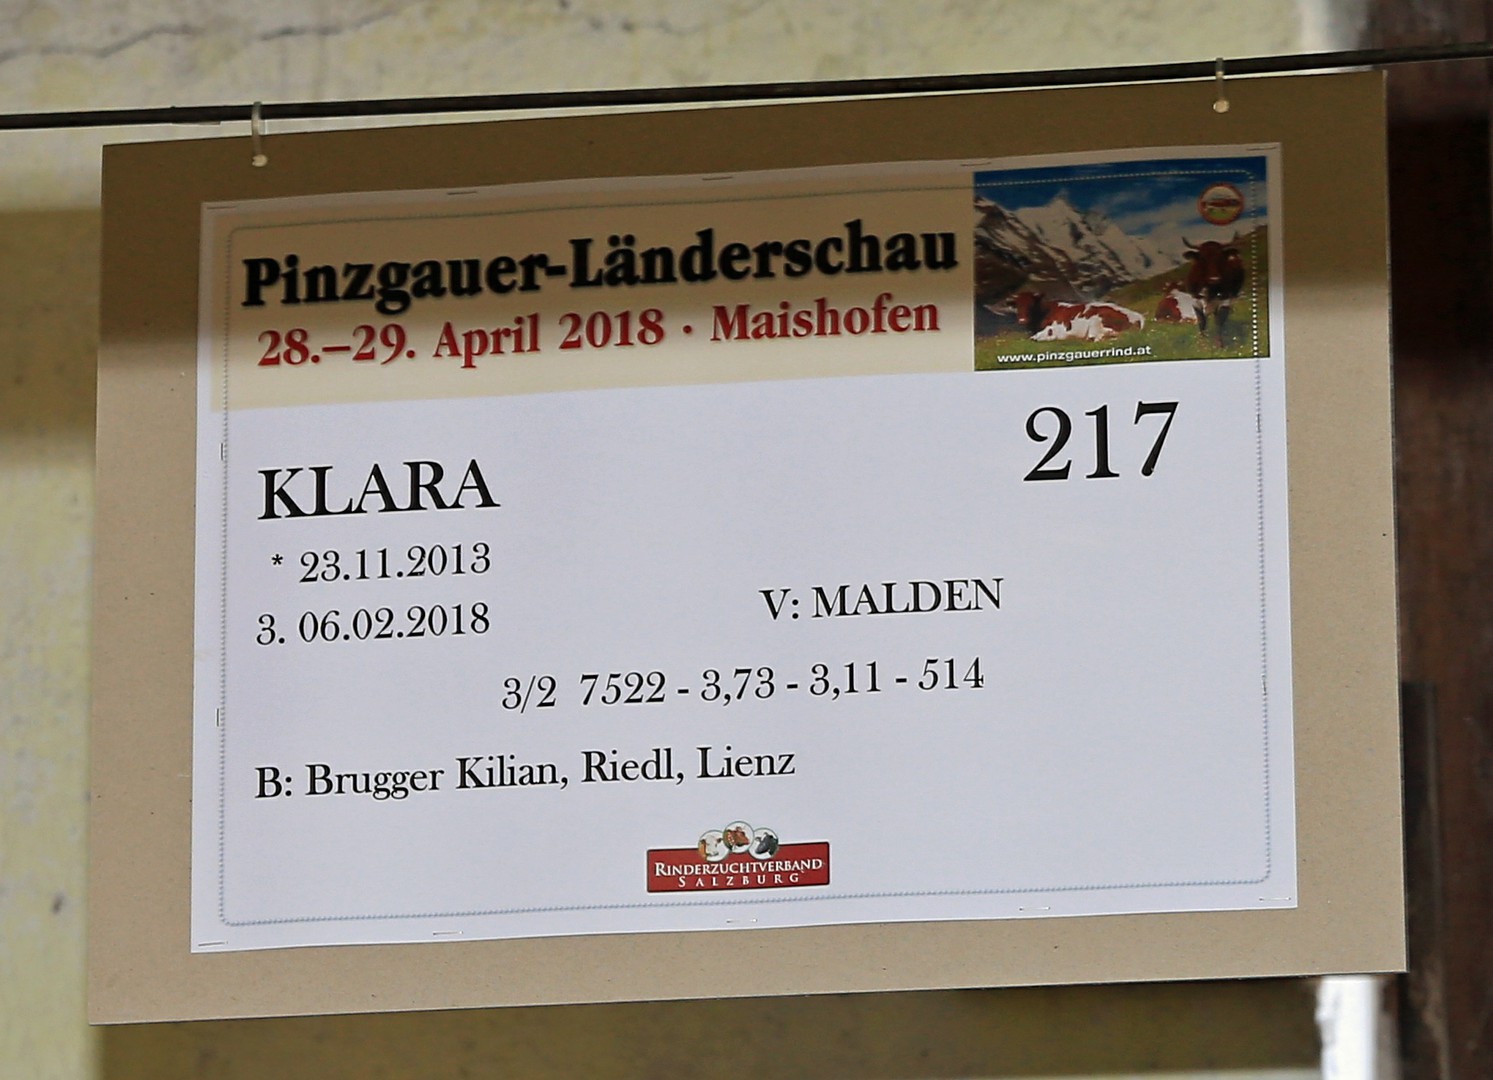 Pinzgauer-Länderschau
28.–29. April 2018 · Maishofen
www.pinzgauerrind.at
217
KLARA
* 23.11.2013
3. 06.02.2018
V: MALDEN
3/2 7522 - 3,73 - 3,11 - 514
B: Brugger Kilian, Riedl, Lienz
RINDERZUCHTVERBAND
SALZBURG